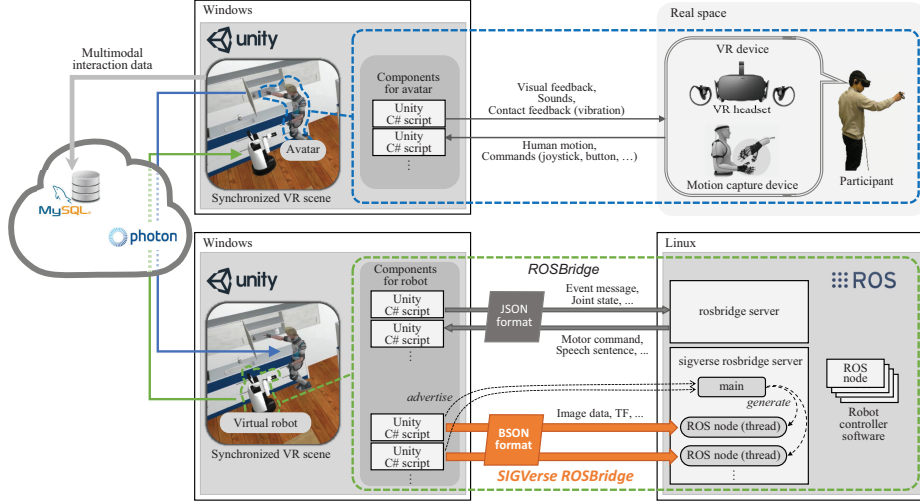 Windows
Real space
Multimodal
interaction data
unity
Components
for avatar
Unity
C# script
Unity
C# script
⋮
Avatar
Synchronized VR scene
Visual feedback,
Sounds,
Contact feedback (vibration)
Human motion,
Commands (joystick, button, …)
VR device
VR headset
Motion capture device
Participant
MySQL
photon
Windows
Linux
unity
Components
for robot
Unity
C# script
Unity
C# script
⋮
Unity
C# script
Unity
C# script
⋮
Virtual robot
Synchronized VR scene
ROSBridge
JSON
format
Event message,
Joint state, ...
Motor command,
Speech sentence, ...
advertise
BSON
format
Image data, TF, ...
SIGVerse ROSBridge
ROS
rosbridge server
sigverse rosbridge server
main
generate
ROS node (thread)
ROS node (thread)
⋮
ROS
node
Robot
controller
software